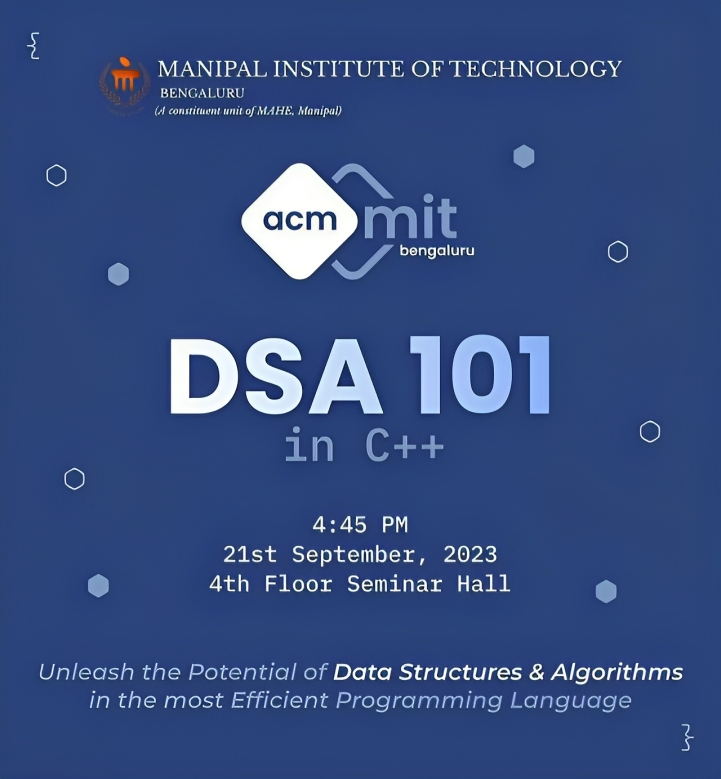 {
MANIPAL INSTITUTE OF TECHNOLOGY
BENGALURU
(A constituent unit of MAHE, Manipal)
acm mit
bengaluru
DSA 101
in C++
4:45 PM
21st September, 2023
4th Floor Seminar Hall
Unleash the Potential of Data Structures & Algorithms
in the most Efficient Programming Language
}